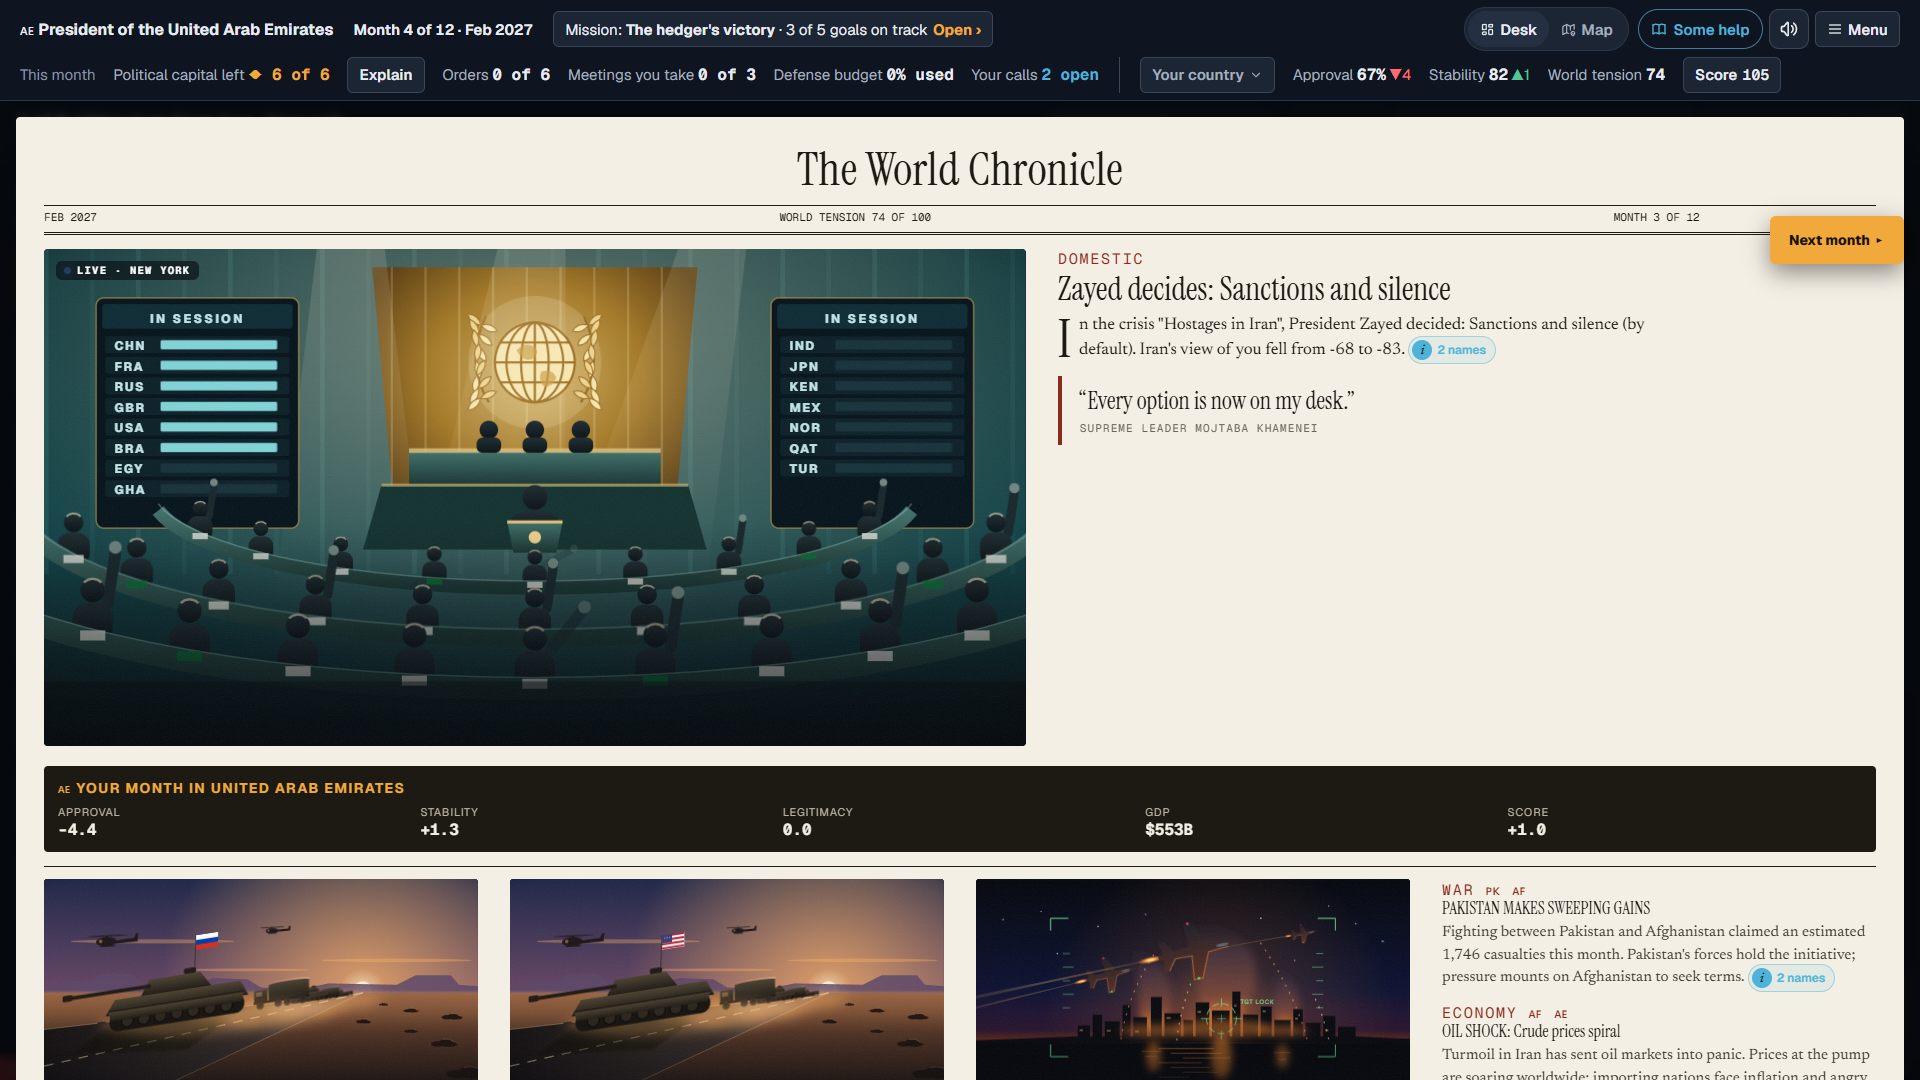 AE President of the United Arab Emirates
Month 4 of 12 · Feb 2027
Mission: The hedger's victory · 3 of 5 goals on track Open ›
Desk
Map
Some help
Menu
This month
Political capital left 6 of 6
Explain
Orders 0 of 6
Meetings you take 0 of 3
Defense budget 0% used
Your calls 2 open
Your country
Approval 67% ▼4
Stability 82 ▲1
World tension 74
Score 105
The World Chronicle
FEB 2027
WORLD TENSION 74 OF 100
MONTH 3 OF 12
Next month ▸
LIVE · NEW YORK
IN SESSION
CHN
FRA
RUS
GBR
USA
BRA
EGY
GHA
IN SESSION
IND
JPN
KEN
MEX
NOR
QAT
TUR
DOMESTIC
Zayed decides: Sanctions and silence
In the crisis "Hostages in Iran", President Zayed decided: Sanctions and silence (by
default). Iran's view of you fell from -68 to -83. i 2 names
“Every option is now on my desk.”
SUPREME LEADER MOJTABA KHAMENEI
AE YOUR MONTH IN UNITED ARAB EMIRATES
APPROVAL
-4.4
STABILITY
+1.3
LEGITIMACY
0.0
GDP
$553B
SCORE
+1.0
TGT LOCK
WAR PK AF
PAKISTAN MAKES SWEEPING GAINS
Fighting between Pakistan and Afghanistan claimed an estimated
1,746 casualties this month. Pakistan's forces hold the initiative;
pressure mounts on Afghanistan to seek terms. i 2 names
ECONOMY AF AE
OIL SHOCK: Crude prices spiral
Turmoil in Iran has sent oil markets into panic. Prices at the pump
are soaring worldwide; importing nations face inflation and angry